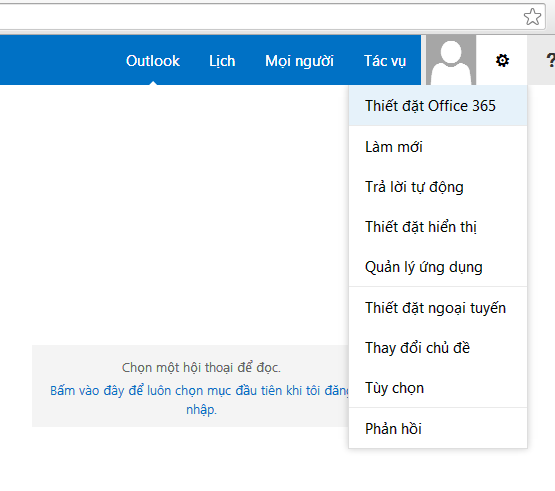 Outlook Lịch Mọi người Tác vụ ?
Thiết đặt Office 365
Làm mới
Trả lời tự động
Thiết đặt hiển thị
Quản lý ứng dụng
Thiết đặt ngoại tuyến
Thay đổi chủ đề
Tùy chọn
Phản hồi
Chọn một hội thoại để đọc.
Bấm vào đây để luôn chọn mục đầu tiên khi tôi đăng
nhập.